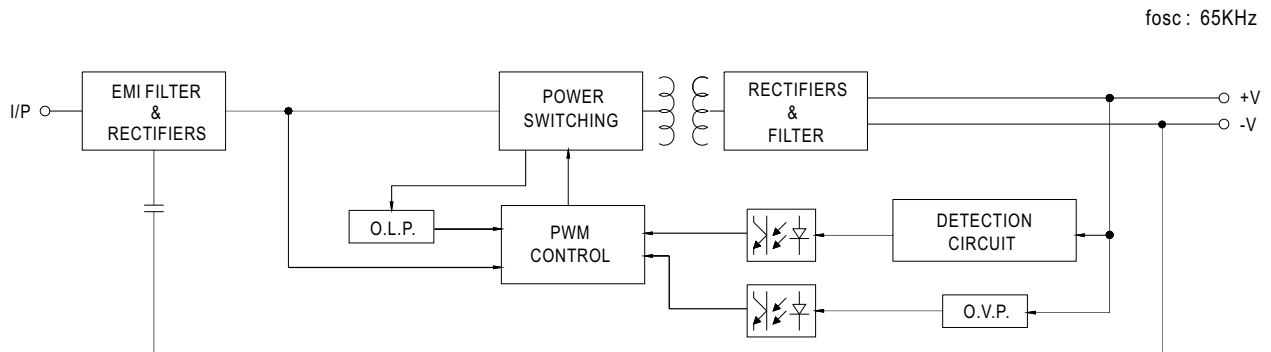 fosc : 65KHz
I/P
EMI FILTER
&
RECTIFIERS
POWER
SWITCHING
RECTIFIERS
&
FILTER
+V
-V
O.L.P.
PWM
CONTROL
DETECTION
CIRCUIT
O.V.P.